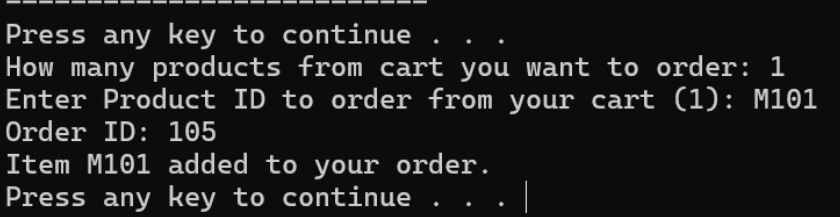 --------------------------
Press any key to continue . . .
How many products from cart you want to order: 1
Enter Product ID to order from your cart (1): M101
Order ID: 105
Item M101 added to your order.
Press any key to continue . . .